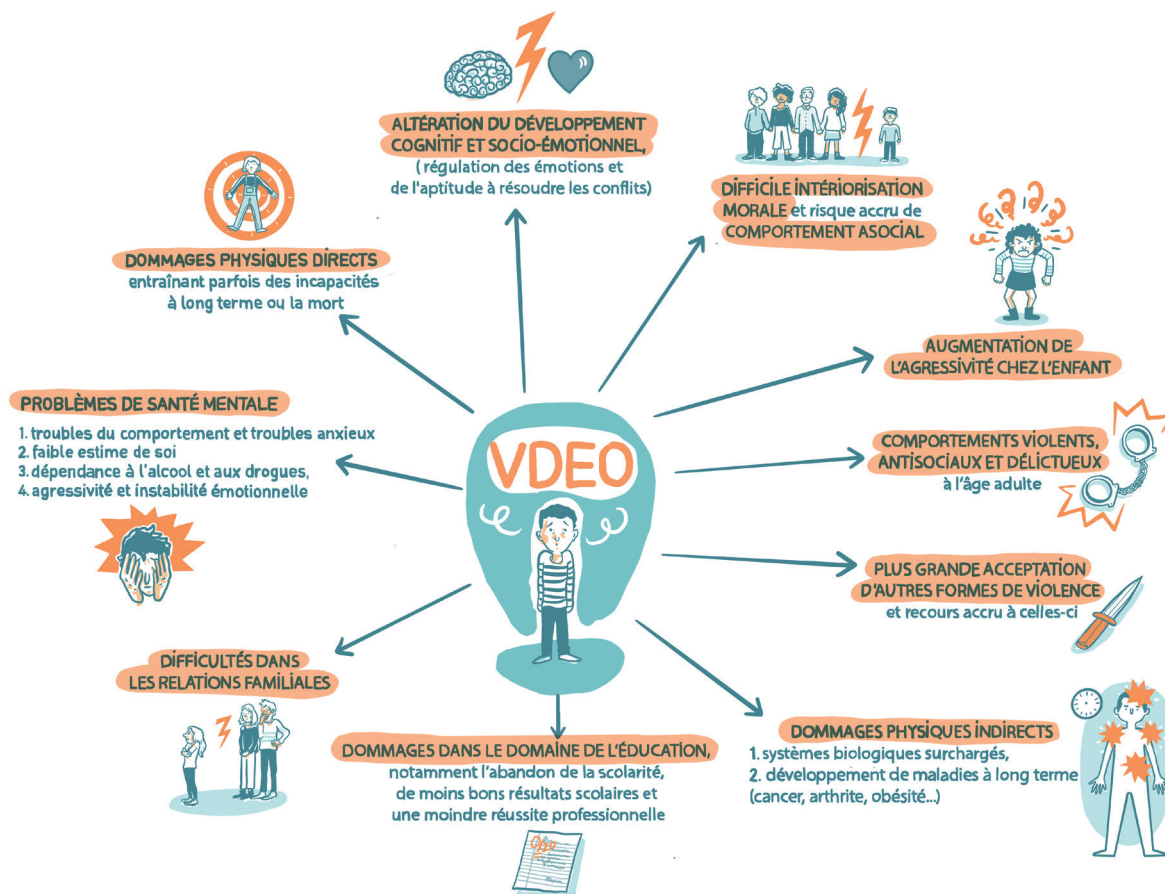 ALTÉRATION DU DÉVELOPPEMENT
COGNITIF ET SOCIO-ÉMOTIONNEL,
(régulation des émotions et
de l'aptitude à résoudre les conflits)
DIFFICILE INTÉRIORISATION
MORALE et risque accru de
COMPORTEMENT ASOCIAL
DOMMAGES PHYSIQUES DIRECTS
entraînant parfois des incapacités
à long terme ou la mort
AUGMENTATION DE
L'AGRESSIVITÉ CHEZ L'ENFANT
PROBLÈMES DE SANTÉ MENTALE
1. troubles du comportement et troubles anxieux
2. faible estime de soi
3. dépendance à l'alcool et aux drogues,
4. agressivité et instabilité émotionnelle
VDEO
COMPORTEMENTS VIOLENTS,
ANTISOCIAUX ET DÉLICTUEUX
à l'âge adulte
PLUS GRANDE ACCEPTATION
D'AUTRES FORMES DE VIOLENCE
et recours accru à celles-ci
DIFFICULTÉS DANS
LES RELATIONS FAMILIALES
DOMMAGES DANS LE DOMAINE DE L'ÉDUCATION,
notamment l'abandon de la scolarité,
de moins bons résultats scolaires et
une moindre réussite professionnelle
DOMMAGES PHYSIQUES INDIRECTS
1. systèmes biologiques surchargés,
2. développement de maladies à long terme
(cancer, arthrite, obésité...)